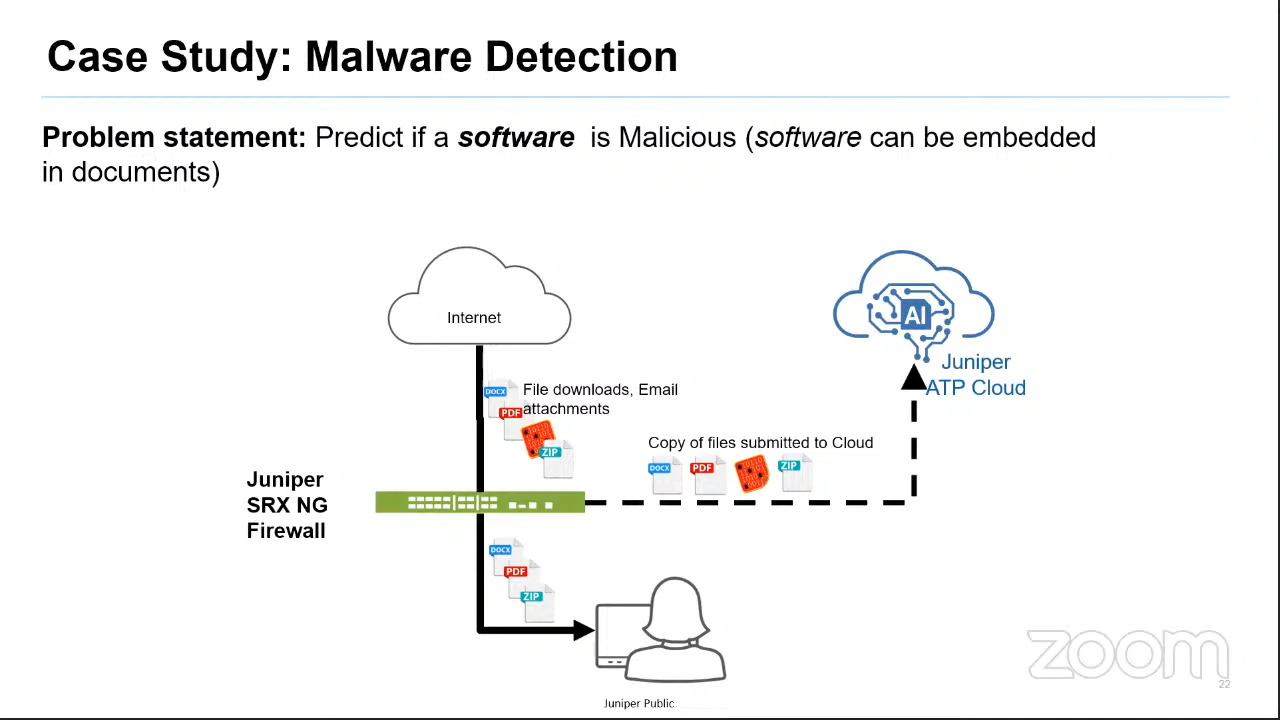 Case Study: Malware Detection
Problem statement: Predict if a software is Malicious (software can be embedded
in documents)
Internet
AI
Juniper
ATP Cloud
DOCX
File downloads, Email
PDF
attachments
ZIP
Copy of files submitted to Cloud
DOCX
PDF
ZIP
Juniper
SRX NG
Firewall
DOCX
PDF
ZIP
zoom
22
Juniper Public